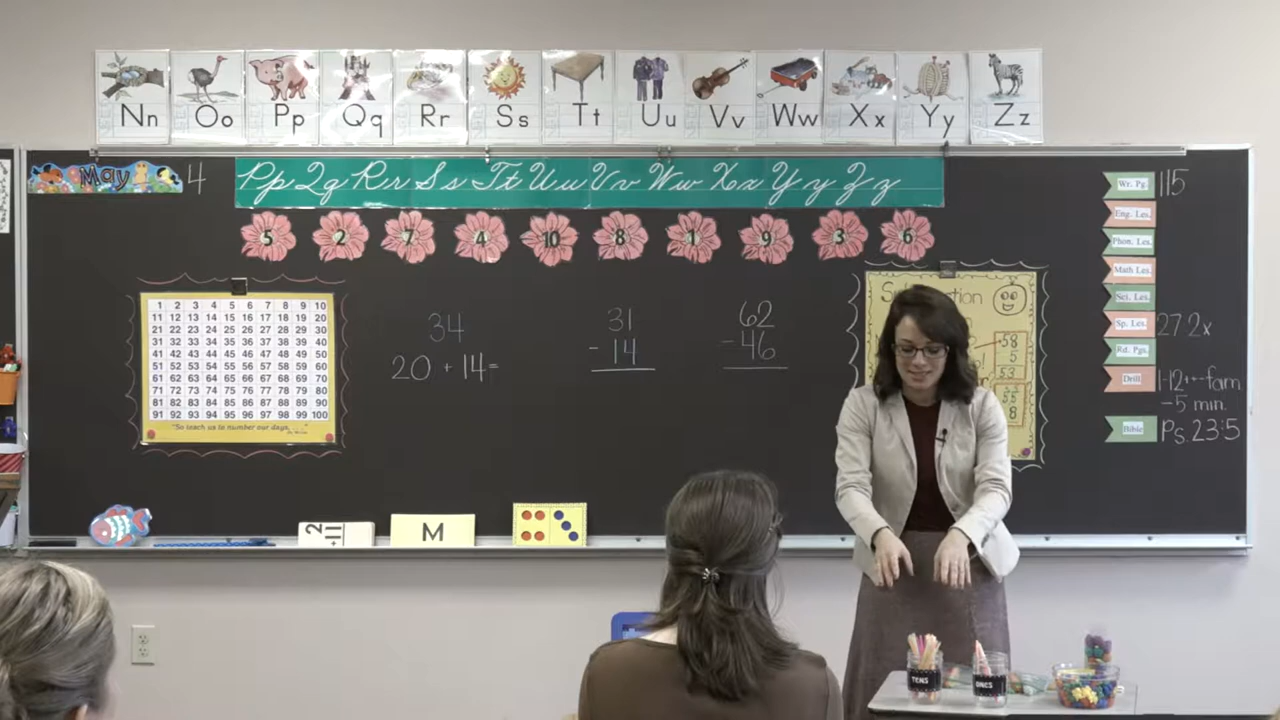 Nn Oo Pp Qq Rr Ss Tt Uu Vv Ww Xx Yy Zz
May 4
Pp Qq Rr Ss Tt Uu Vv Ww Xx Yy Zz
5 2 7 4 10 8 1 9 3 6
Wr. Pg. 115
Eng. Les.
Phon. Les.
Math Les.
Sci. Les.
Sp. Les. 27 2x
Rd. Pgs.
Drill 1-12+-fam
-5 min.
Bible Ps. 23:5
1 2 3 4 5 6 7 8 9 10
11 12 13 14 15 16 17 18 19 20
21 22 23 24 25 26 27 28 29 30
31 32 33 34 35 36 37 38 39 40
41 42 43 44 45 46 47 48 49 50
51 52 53 54 55 56 57 58 59 60
61 62 63 64 65 66 67 68 69 70
71 72 73 74 75 76 77 78 79 80
81 82 83 84 85 86 87 88 89 90
91 92 93 94 95 96 97 98 99 100
"So teach us to number our days, ..."
34
20 + 14=
31
- 14
62
- 46
58
5
53
55
8
2
+11
M
TENS
ONES